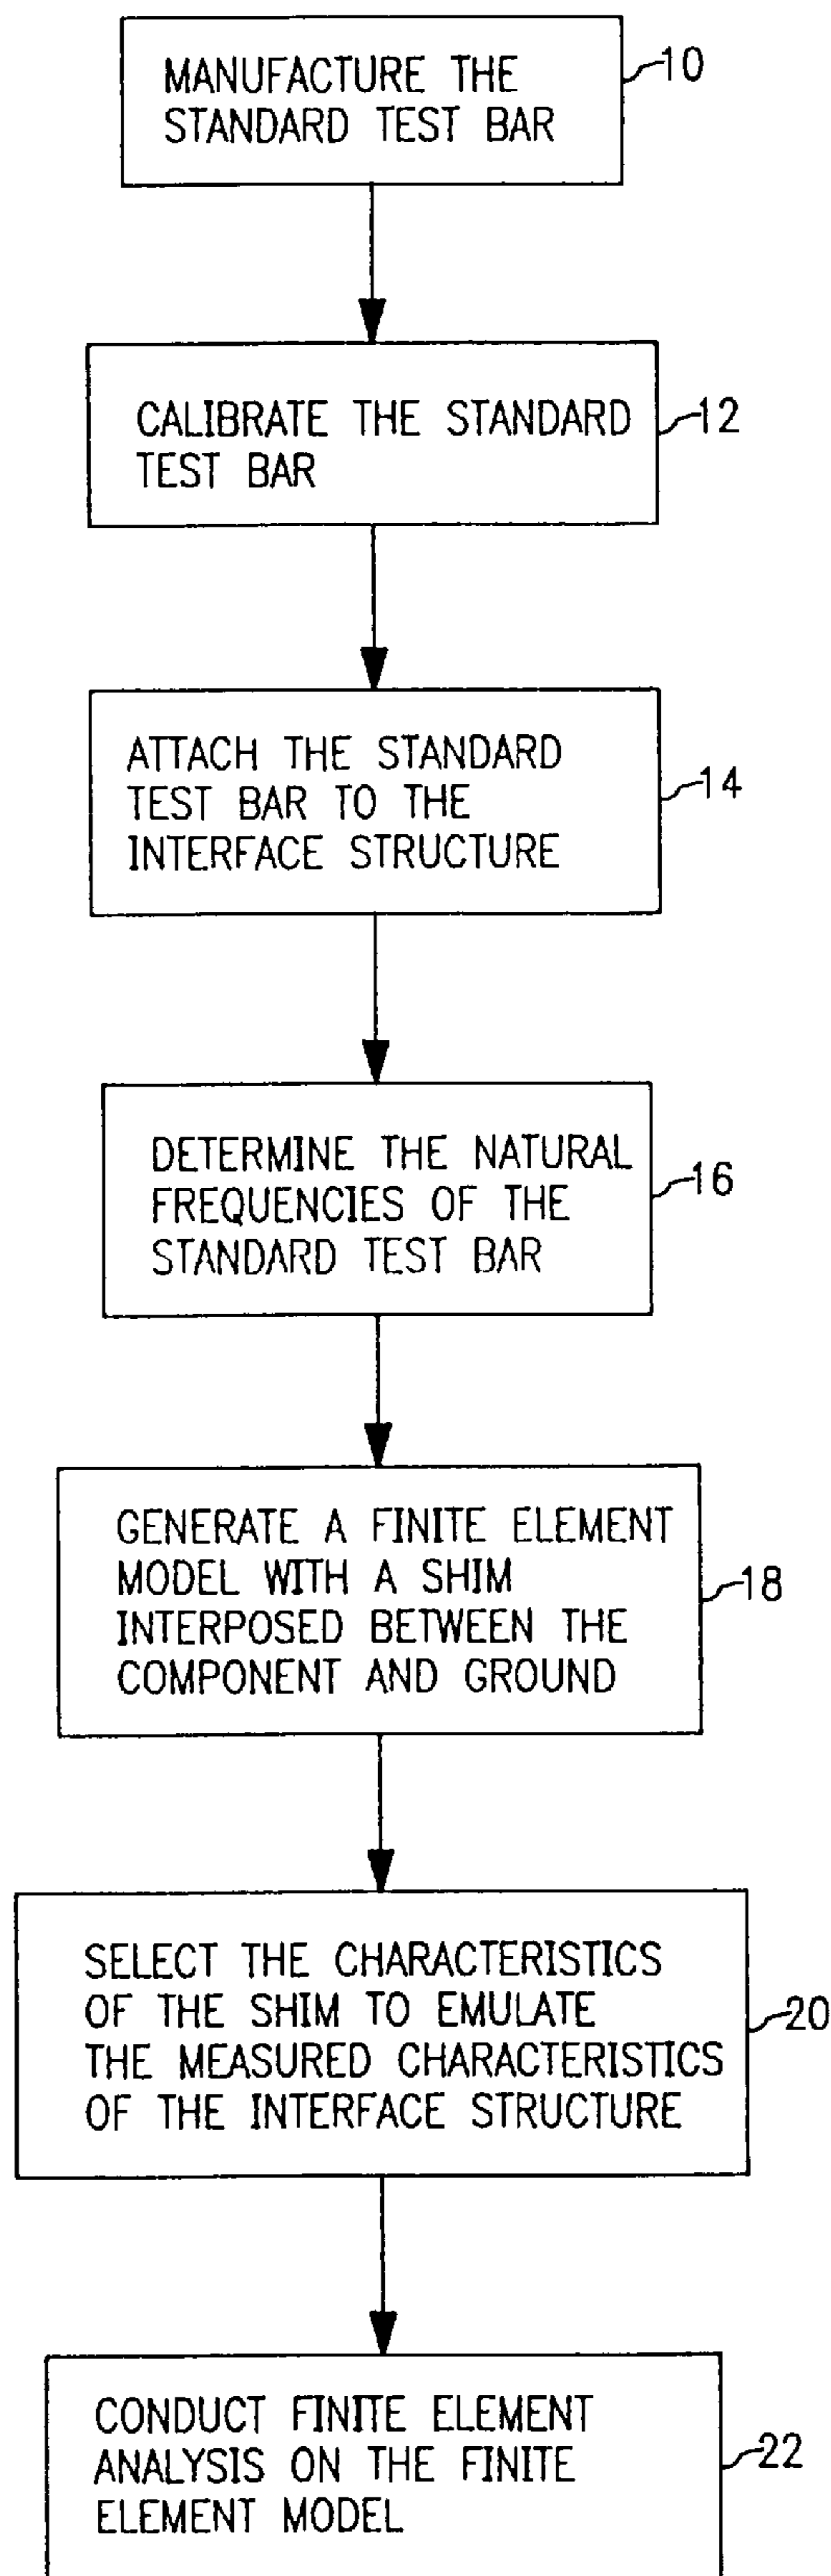 MANUFACTURE THE
STANDARD TEST BAR
10
CALIBRATE THE STANDARD
TEST BAR
12
ATTACH THE STANDARD
TEST BAR TO THE
INTERFACE STRUCTURE
14
DETERMINE THE NATURAL
FREQUENCIES OF THE
STANDARD TEST BAR
16
GENERATE A FINITE ELEMENT
MODEL WITH A SHIM
INTERPOSED BETWEEN THE
COMPONENT AND GROUND
18
SELECT THE CHARACTERISTICS
OF THE SHIM TO EMULATE
THE MEASURED CHARACTERISTICS
OF THE INTERFACE STRUCTURE
20
CONDUCT FINITE ELEMENT
ANALYSIS ON THE FINITE
ELEMENT MODEL
22